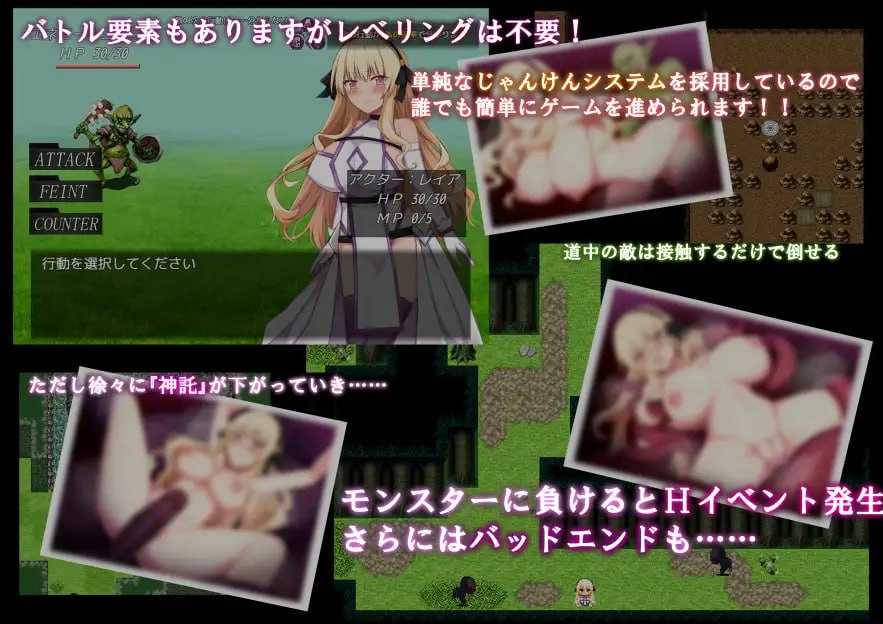 バトル要素もありますがレベリングは不要！
HP 30/30
単純なじゃんけんシステムを採用しているので
誰でも簡単にゲームを進められます！！
ATTACK
FEINT
COUNTER
アクター：レイア
HP 30/30
MP 0/5
行動を選択してください
道中の敵は接触するだけで倒せる
ただし徐々に『神託』が下がっていき……
モンスターに負けるとHイベント発生
さらにはバッドエンドも……